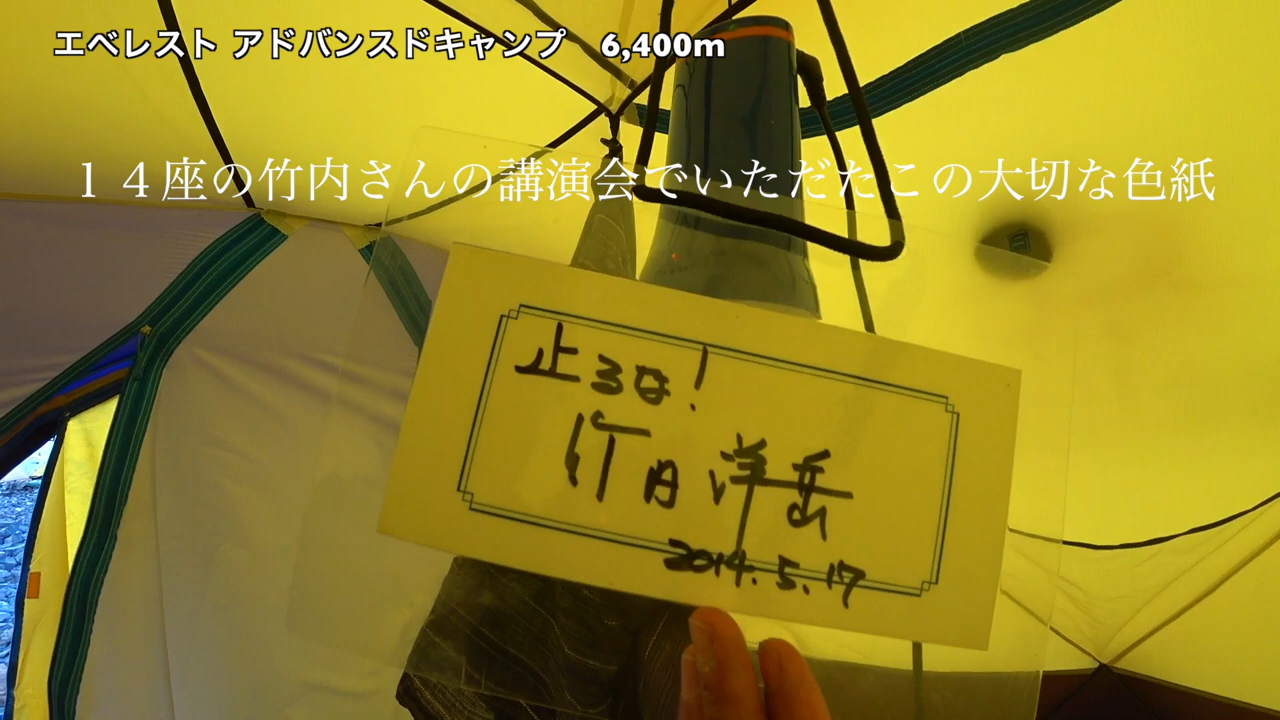 エベレスト アドバンスドキャンプ　6,400m
１４座の竹内さんの講演会でいただたこの大切な色紙
止るな!
竹内 洋岳
2014.5.17